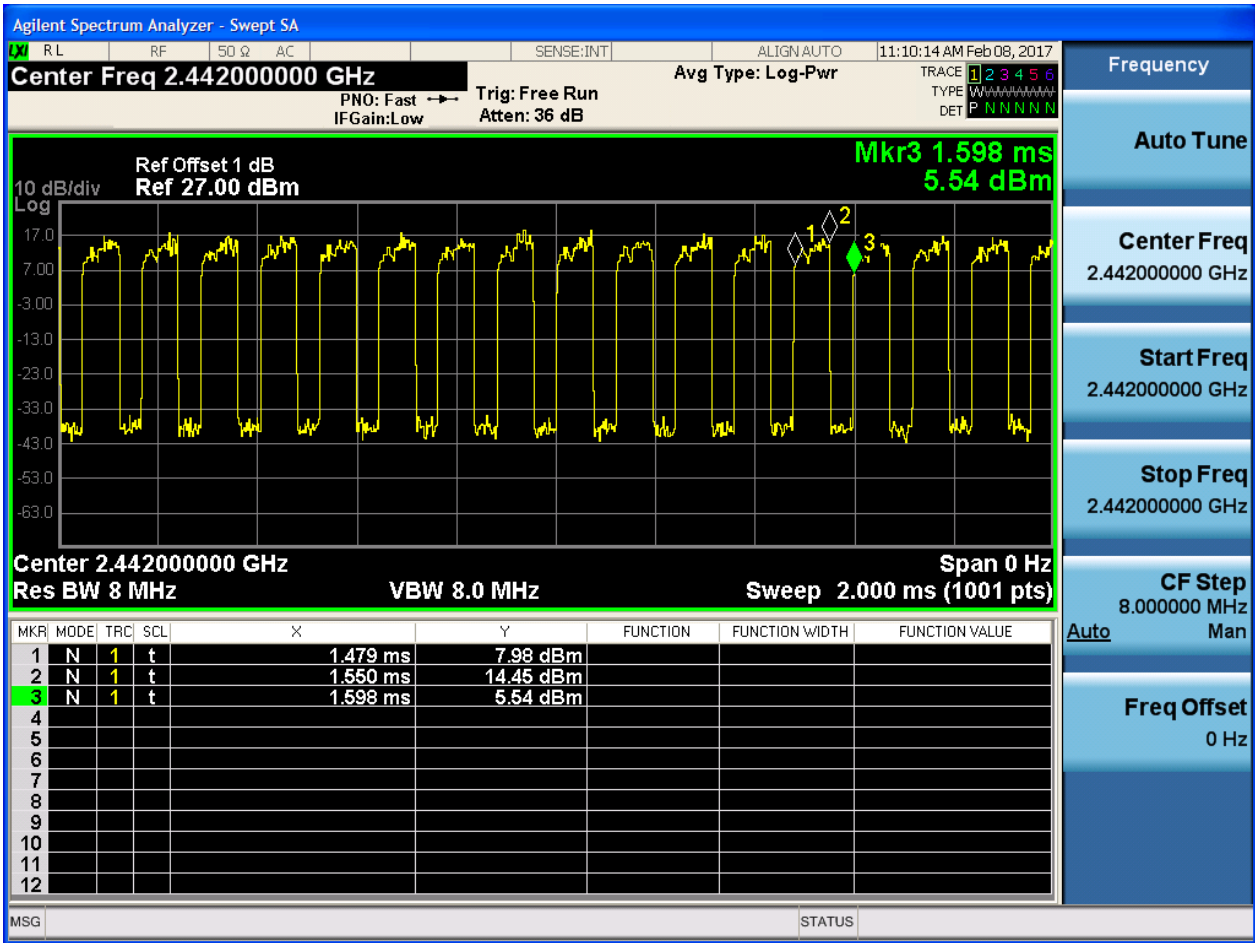 Agilent Spectrum Analyzer - Swept SA
LXI RL RF 50 Ω AC SENSE:INT ALIGNAUTO 11:10:14 AM Feb 08, 2017
Center Freq 2.442000000 GHz
PNO: Fast
IFGain:Low
Trig: Free Run
Atten: 36 dB
Avg Type: Log-Pwr
TRACE 1 2 3 4 5 6
TYPE W
DET P N N N N N
Ref Offset 1 dB
10 dB/div Ref 27.00 dBm
Log
Mkr3 1.598 ms
5.54 dBm
17.0
7.00
-3.00
-13.0
-23.0
-33.0
-43.0
-53.0
-63.0
1
2
3
Center 2.442000000 GHz Span 0 Hz
Res BW 8 MHz VBW 8.0 MHz Sweep 2.000 ms (1001 pts)
MKR MODE TRC SCL X Y FUNCTION FUNCTION WIDTH FUNCTION VALUE
1 N 1 t 1.479 ms 7.98 dBm
2 N 1 t 1.550 ms 14.45 dBm
3 N 1 t 1.598 ms 5.54 dBm
4
5
6
7
8
9
10
11
12
MSG STATUS
Frequency
Auto Tune
Center Freq
2.442000000 GHz
Start Freq
2.442000000 GHz
Stop Freq
2.442000000 GHz
CF Step
8.000000 MHz
Auto Man
Freq Offset
0 Hz